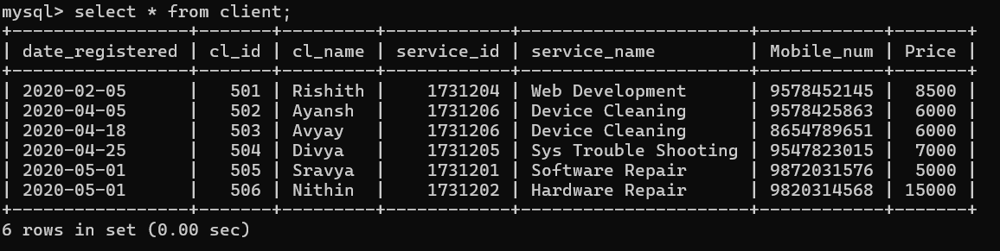 mysql> select * from client;
+-----------------+-------+---------+------------+----------------------+------------+-------+
| date_registered | cl_id | cl_name | service_id | service_name         | Mobile_num | Price |
+-----------------+-------+---------+------------+----------------------+------------+-------+
| 2020-02-05      |   501 | Rishith |    1731204 | Web Development      | 9578452145 |  8500 |
| 2020-04-05      |   502 | Ayansh  |    1731206 | Device Cleaning      | 9578425863 |  6000 |
| 2020-04-18      |   503 | Avyay   |    1731206 | Device Cleaning      | 8654789651 |  6000 |
| 2020-04-25      |   504 | Divya   |    1731205 | Sys Trouble Shooting | 9547823015 |  7000 |
| 2020-05-01      |   505 | Sravya  |    1731201 | Software Repair      | 9872031576 |  5000 |
| 2020-05-01      |   506 | Nithin  |    1731202 | Hardware Repair      | 9820314568 | 15000 |
+-----------------+-------+---------+------------+----------------------+------------+-------+
6 rows in set (0.00 sec)